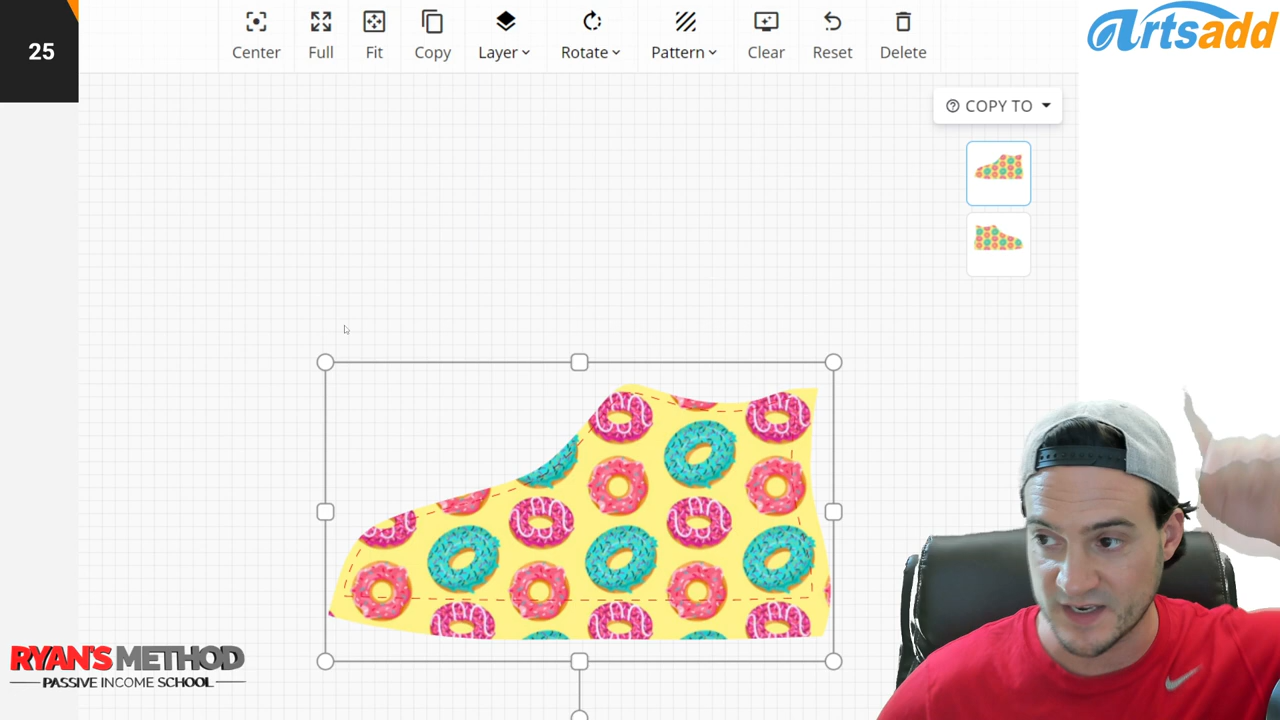 25
Center
Full
Fit
Copy
Layer
Rotate
Pattern
Clear
Reset
Delete
Artsadd
COPY TO
RYAN'S METHOD
PASSIVE INCOME SCHOOL